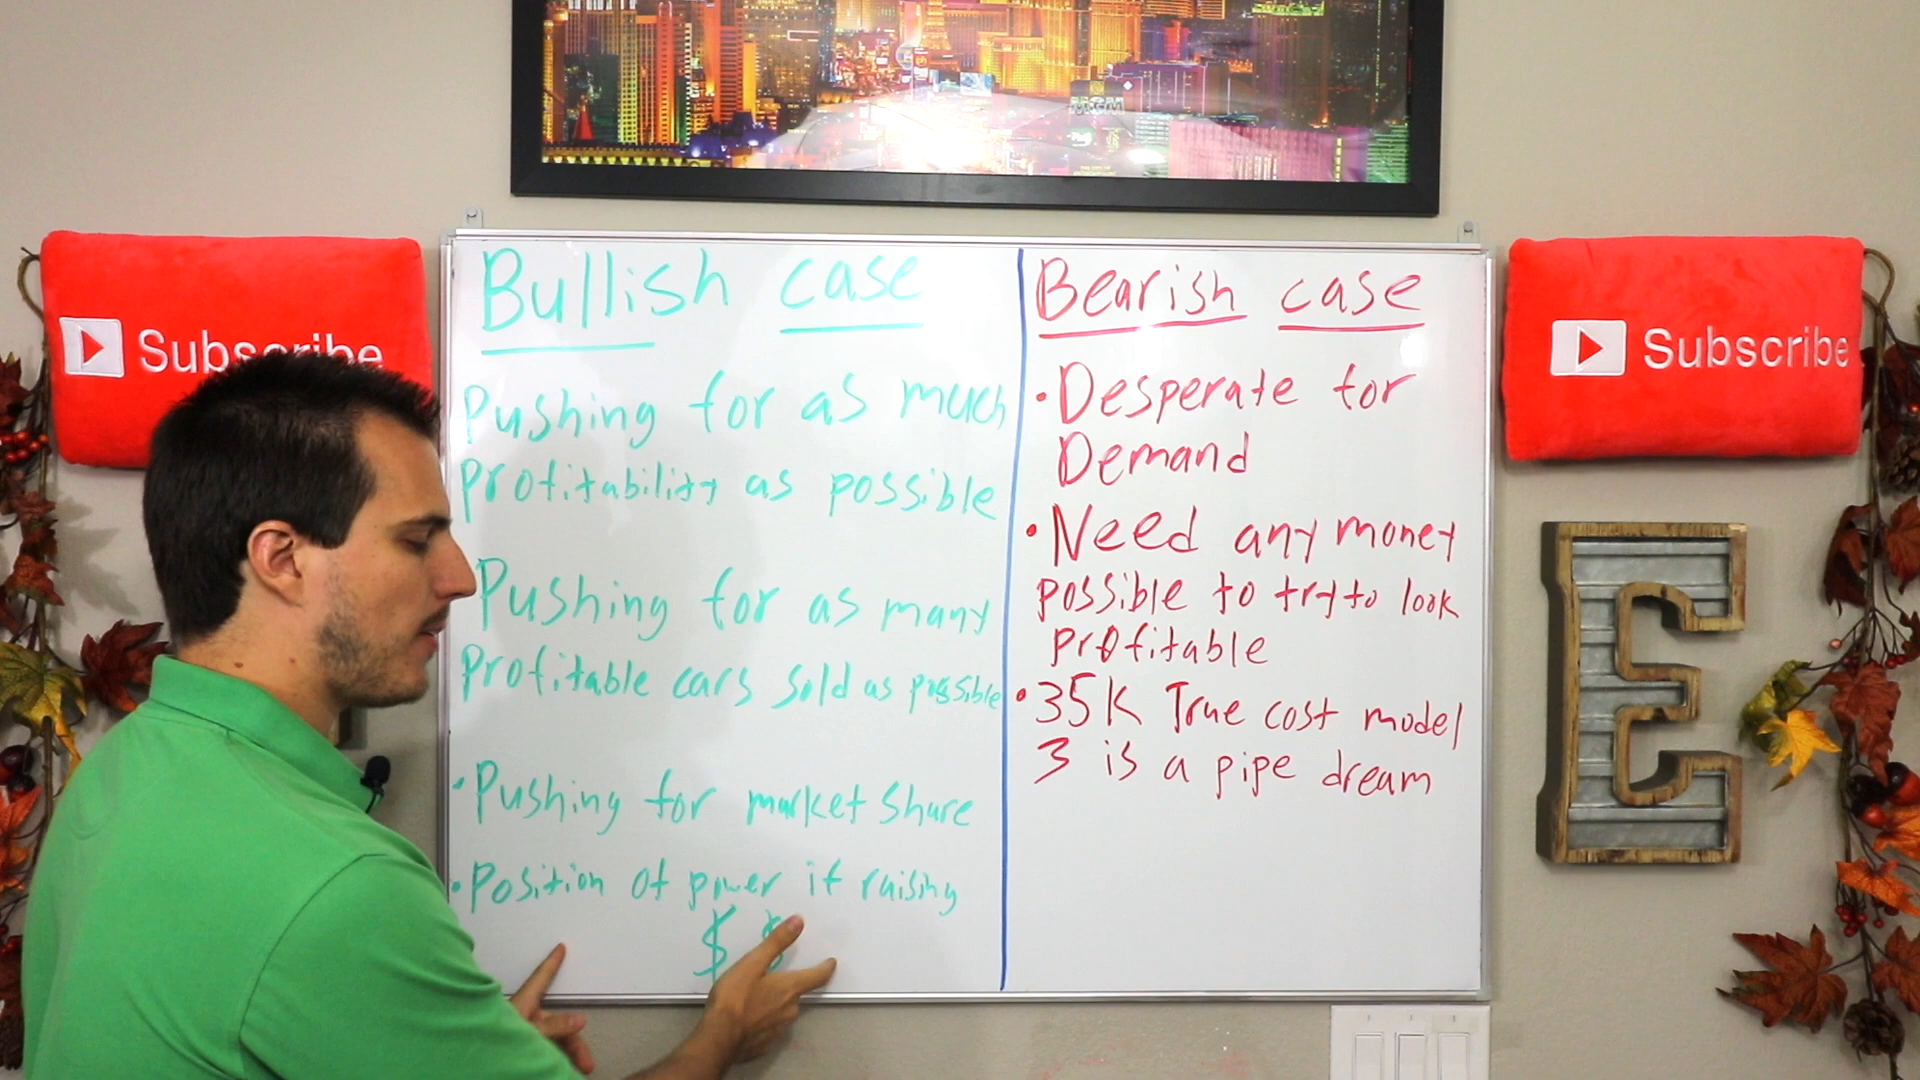 MGM
Subscribe
Subscribe
Bullish case
Pushing for as much
profitability as possible
Pushing for as many
profitable cars sold as possible
• Pushing for market share
• Position of power if raising
$ $
Bearish case
• Desperate for
Demand
• Need any money
possible to try to look
profitable
• 35K True cost model
3 is a pipe dream
E